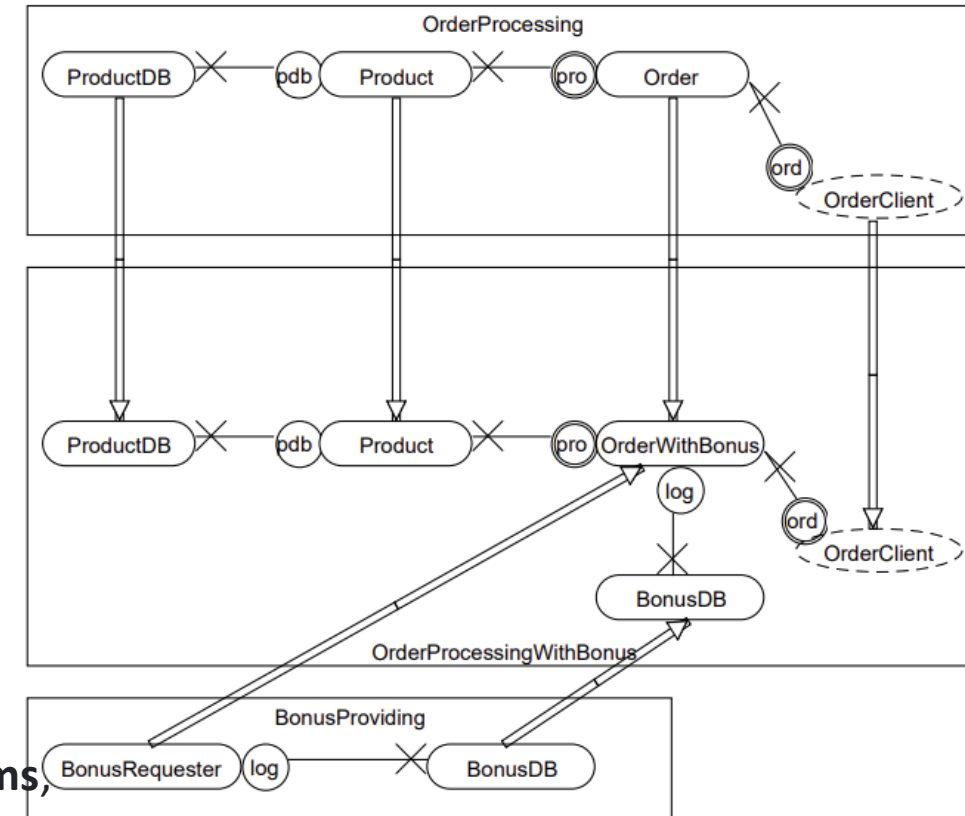 OrderProcessing
ProductDB pdb Product pro Order
ord
OrderClient
ProductDB pdb Product pro OrderWithBonus
log
ord
OrderClient
BonusDB
OrderProcessingWithBonus
BonusProviding
BonusRequester log BonusDB
ms,